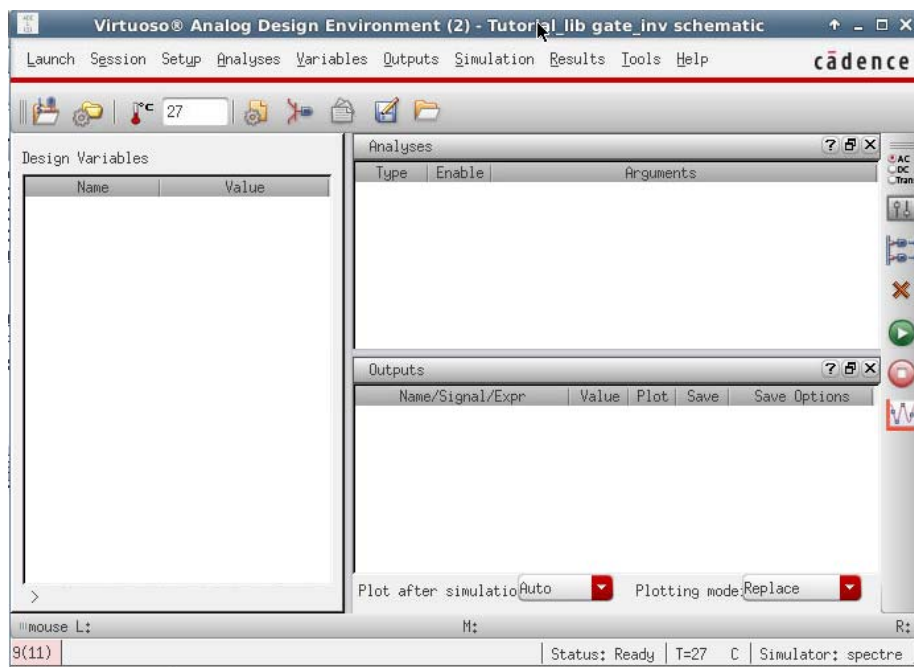 Virtuoso® Analog Design Environment (2) - Tutorial_lib gate_inv schematic
Launch Session Setup Analyses Variables Outputs Simulation Results Tools Help cādence
°C 27
Design Variables
Name Value
Analyses
Type Enable Arguments
AC
DC
Trans
Outputs
Name/Signal/Expr Value Plot Save Save Options
>
Plot after simulatio Auto Plotting mode: Replace
mouse L: M: R:
9(11) Status: Ready T=27 C Simulator: spectre